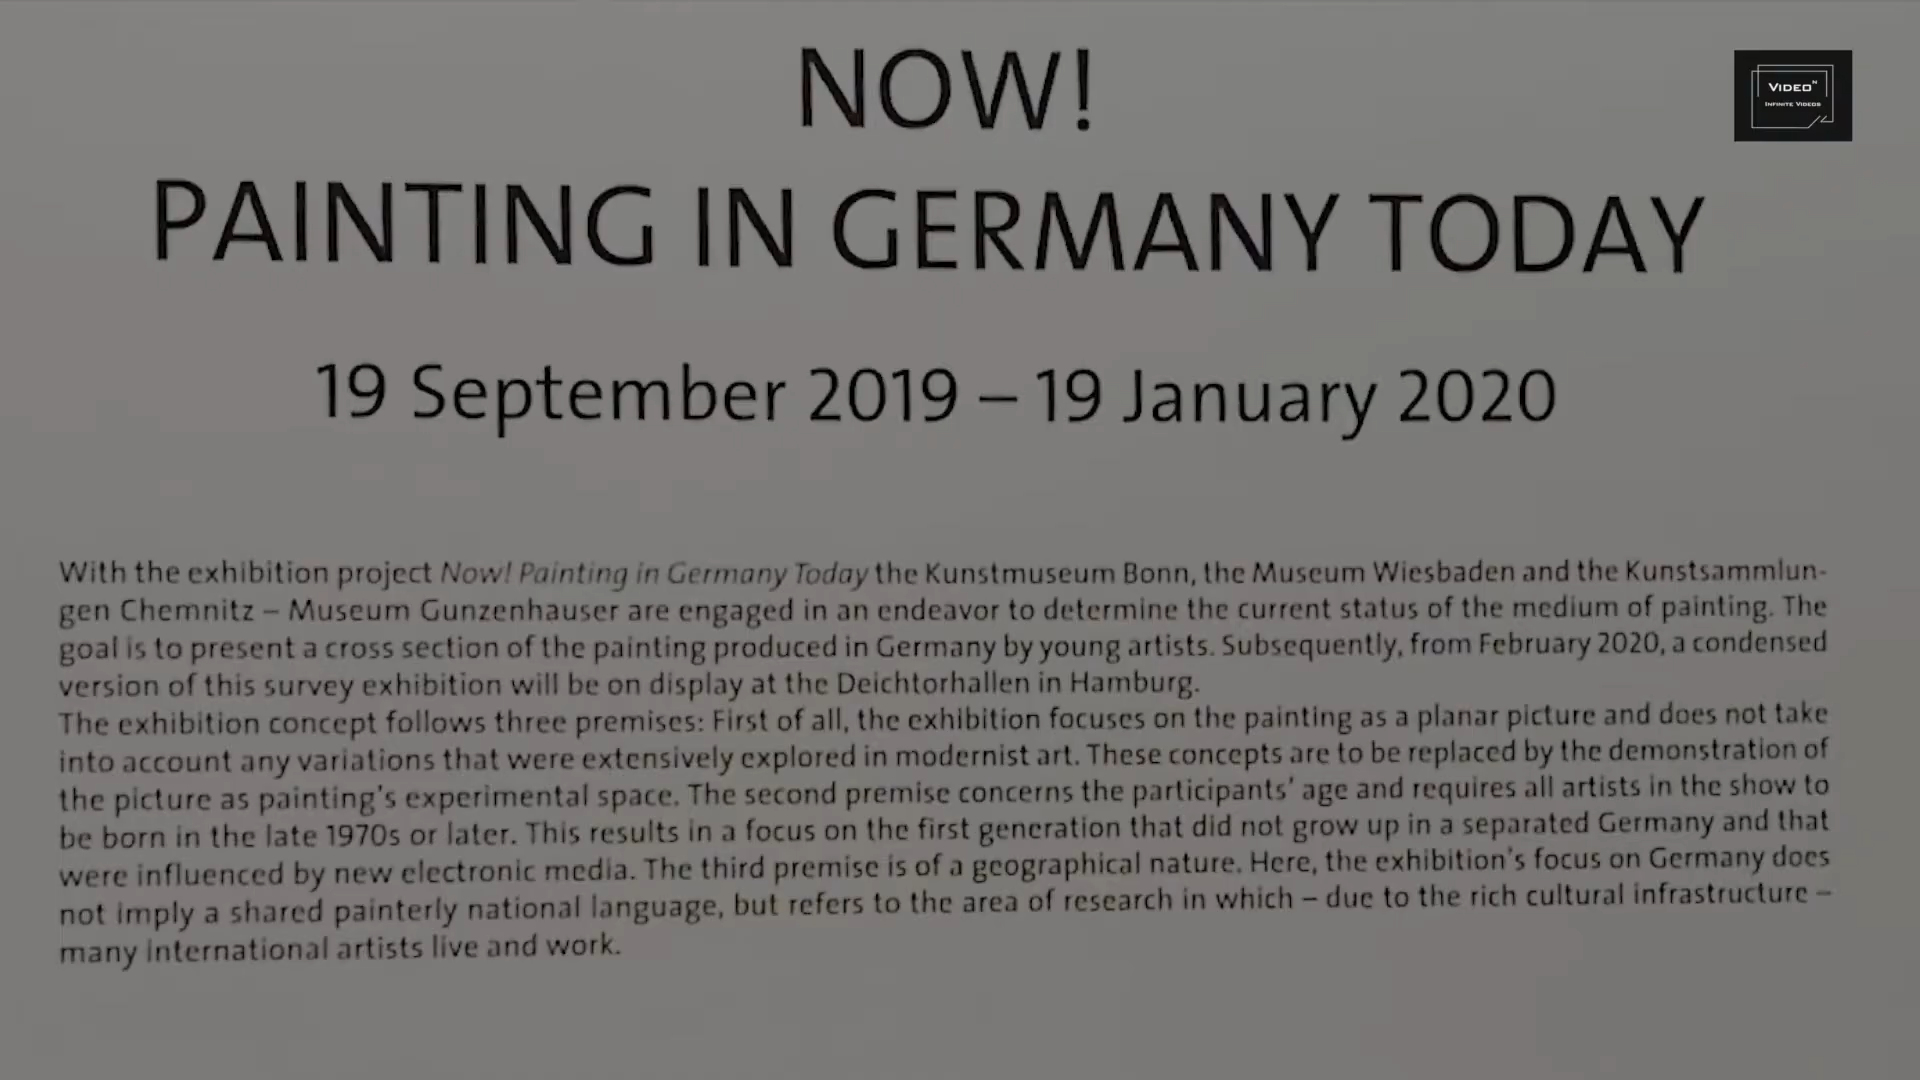 NOW!
VIDEO N
INFINITE VIDEOS
PAINTING IN GERMANY TODAY
19 September 2019 – 19 January 2020
With the exhibition project Now! Painting in Germany Today the Kunstmuseum Bonn, the Museum Wiesbaden and the Kunstsammlun-
gen Chemnitz – Museum Gunzenhauser are engaged in an endeavor to determine the current status of the medium of painting. The
goal is to present a cross section of the painting produced in Germany by young artists. Subsequently, from February 2020, a condensed
version of this survey exhibition will be on display at the Deichtorhallen in Hamburg.
The exhibition concept follows three premises: First of all, the exhibition focuses on the painting as a planar picture and does not take
into account any variations that were extensively explored in modernist art. These concepts are to be replaced by the demonstration of
the picture as painting's experimental space. The second premise concerns the participants' age and requires all artists in the show to
be born in the late 1970s or later. This results in a focus on the first generation that did not grow up in a separated Germany and that
were influenced by new electronic media. The third premise is of a geographical nature. Here, the exhibition's focus on Germany does
not imply a shared painterly national language, but refers to the area of research in which – due to the rich cultural infrastructure –
many international artists live and work.